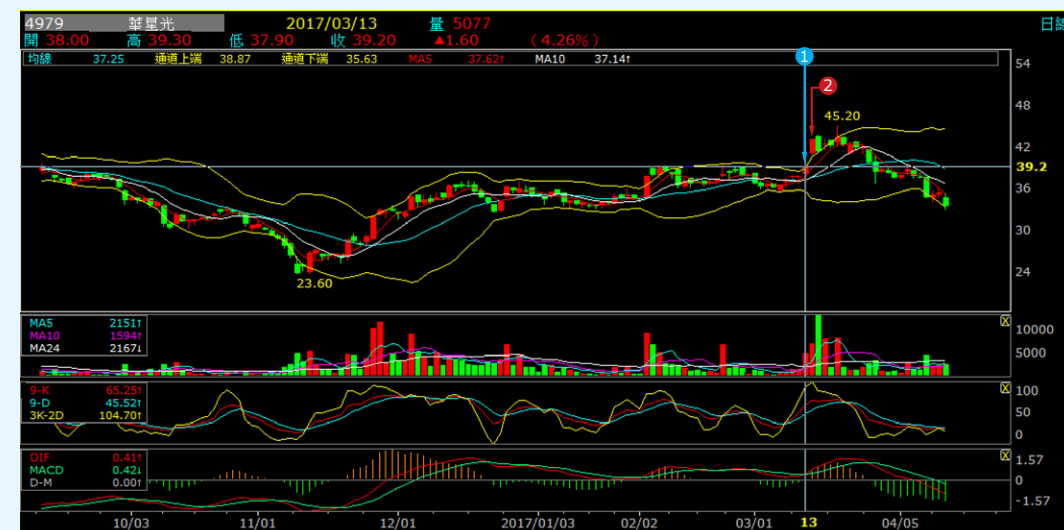 4979 華星光 2017/03/13 量 5077 日線
開 38.00 高 39.30 低 37.90 收 39.20 ▲1.60 (4.26%)
均線 37.25 通道上端 38.87 通道下端 35.63 MA5 37.62↑ MA10 37.14↑
1
2
54
48
45.20
42
39.2
36
30
24
23.60
MA5 2151↑
MA10 1594↑
MA24 2167↓
X
10000
5000
9-K 65.25↑
9-D 45.52↑
3K-2D 104.70↑
X
100
50
0
DIF 0.41↑
MACD 0.42↓
D-M 0.00↑
X
1.57
0
-1.57
10/03 11/01 12/01 2017/01/03 02/02 03/01 13 04/05